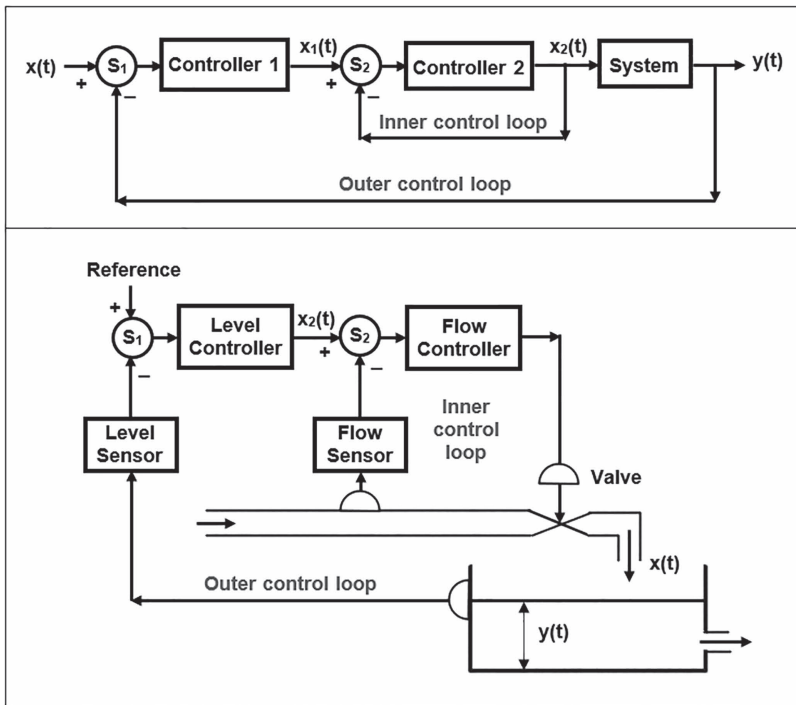 x(t)
+
S₁
–
Controller 1
x₁(t)
+
S₂
–
Controller 2
x₂(t)
System
y(t)
Inner control loop
Outer control loop
Reference
+
S₁
–
Level
Controller
x₂(t)
+
S₂
–
Flow
Controller
Level
Sensor
Flow
Sensor
Inner
control
loop
Valve
x(t)
Outer control loop
y(t)